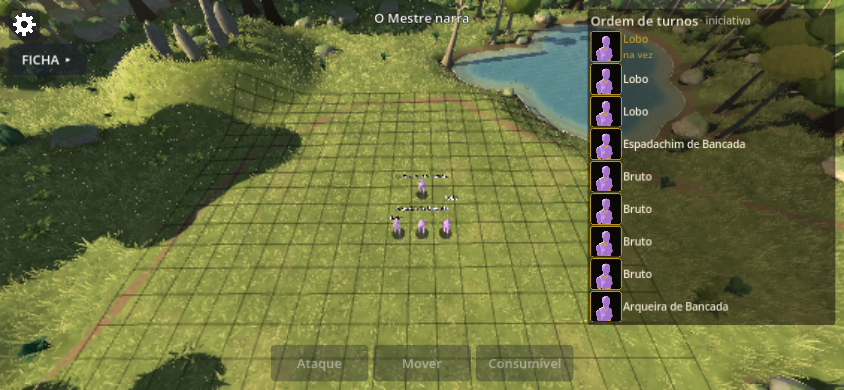 O Mestre narra
FICHA
Ordem de turnos · iniciativa
Lobo
na vez
Lobo
Lobo
Espadachim de Bancada
Bruto
Bruto
Bruto
Bruto
Arqueira de Bancada
Ataque
Mover
Consumível